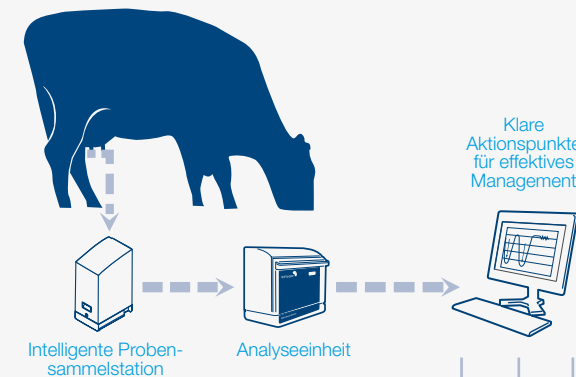 Klare
Aktionspunkte
für effektives
Management
Intelligente Proben-
sammelstation
Analyseeinheit